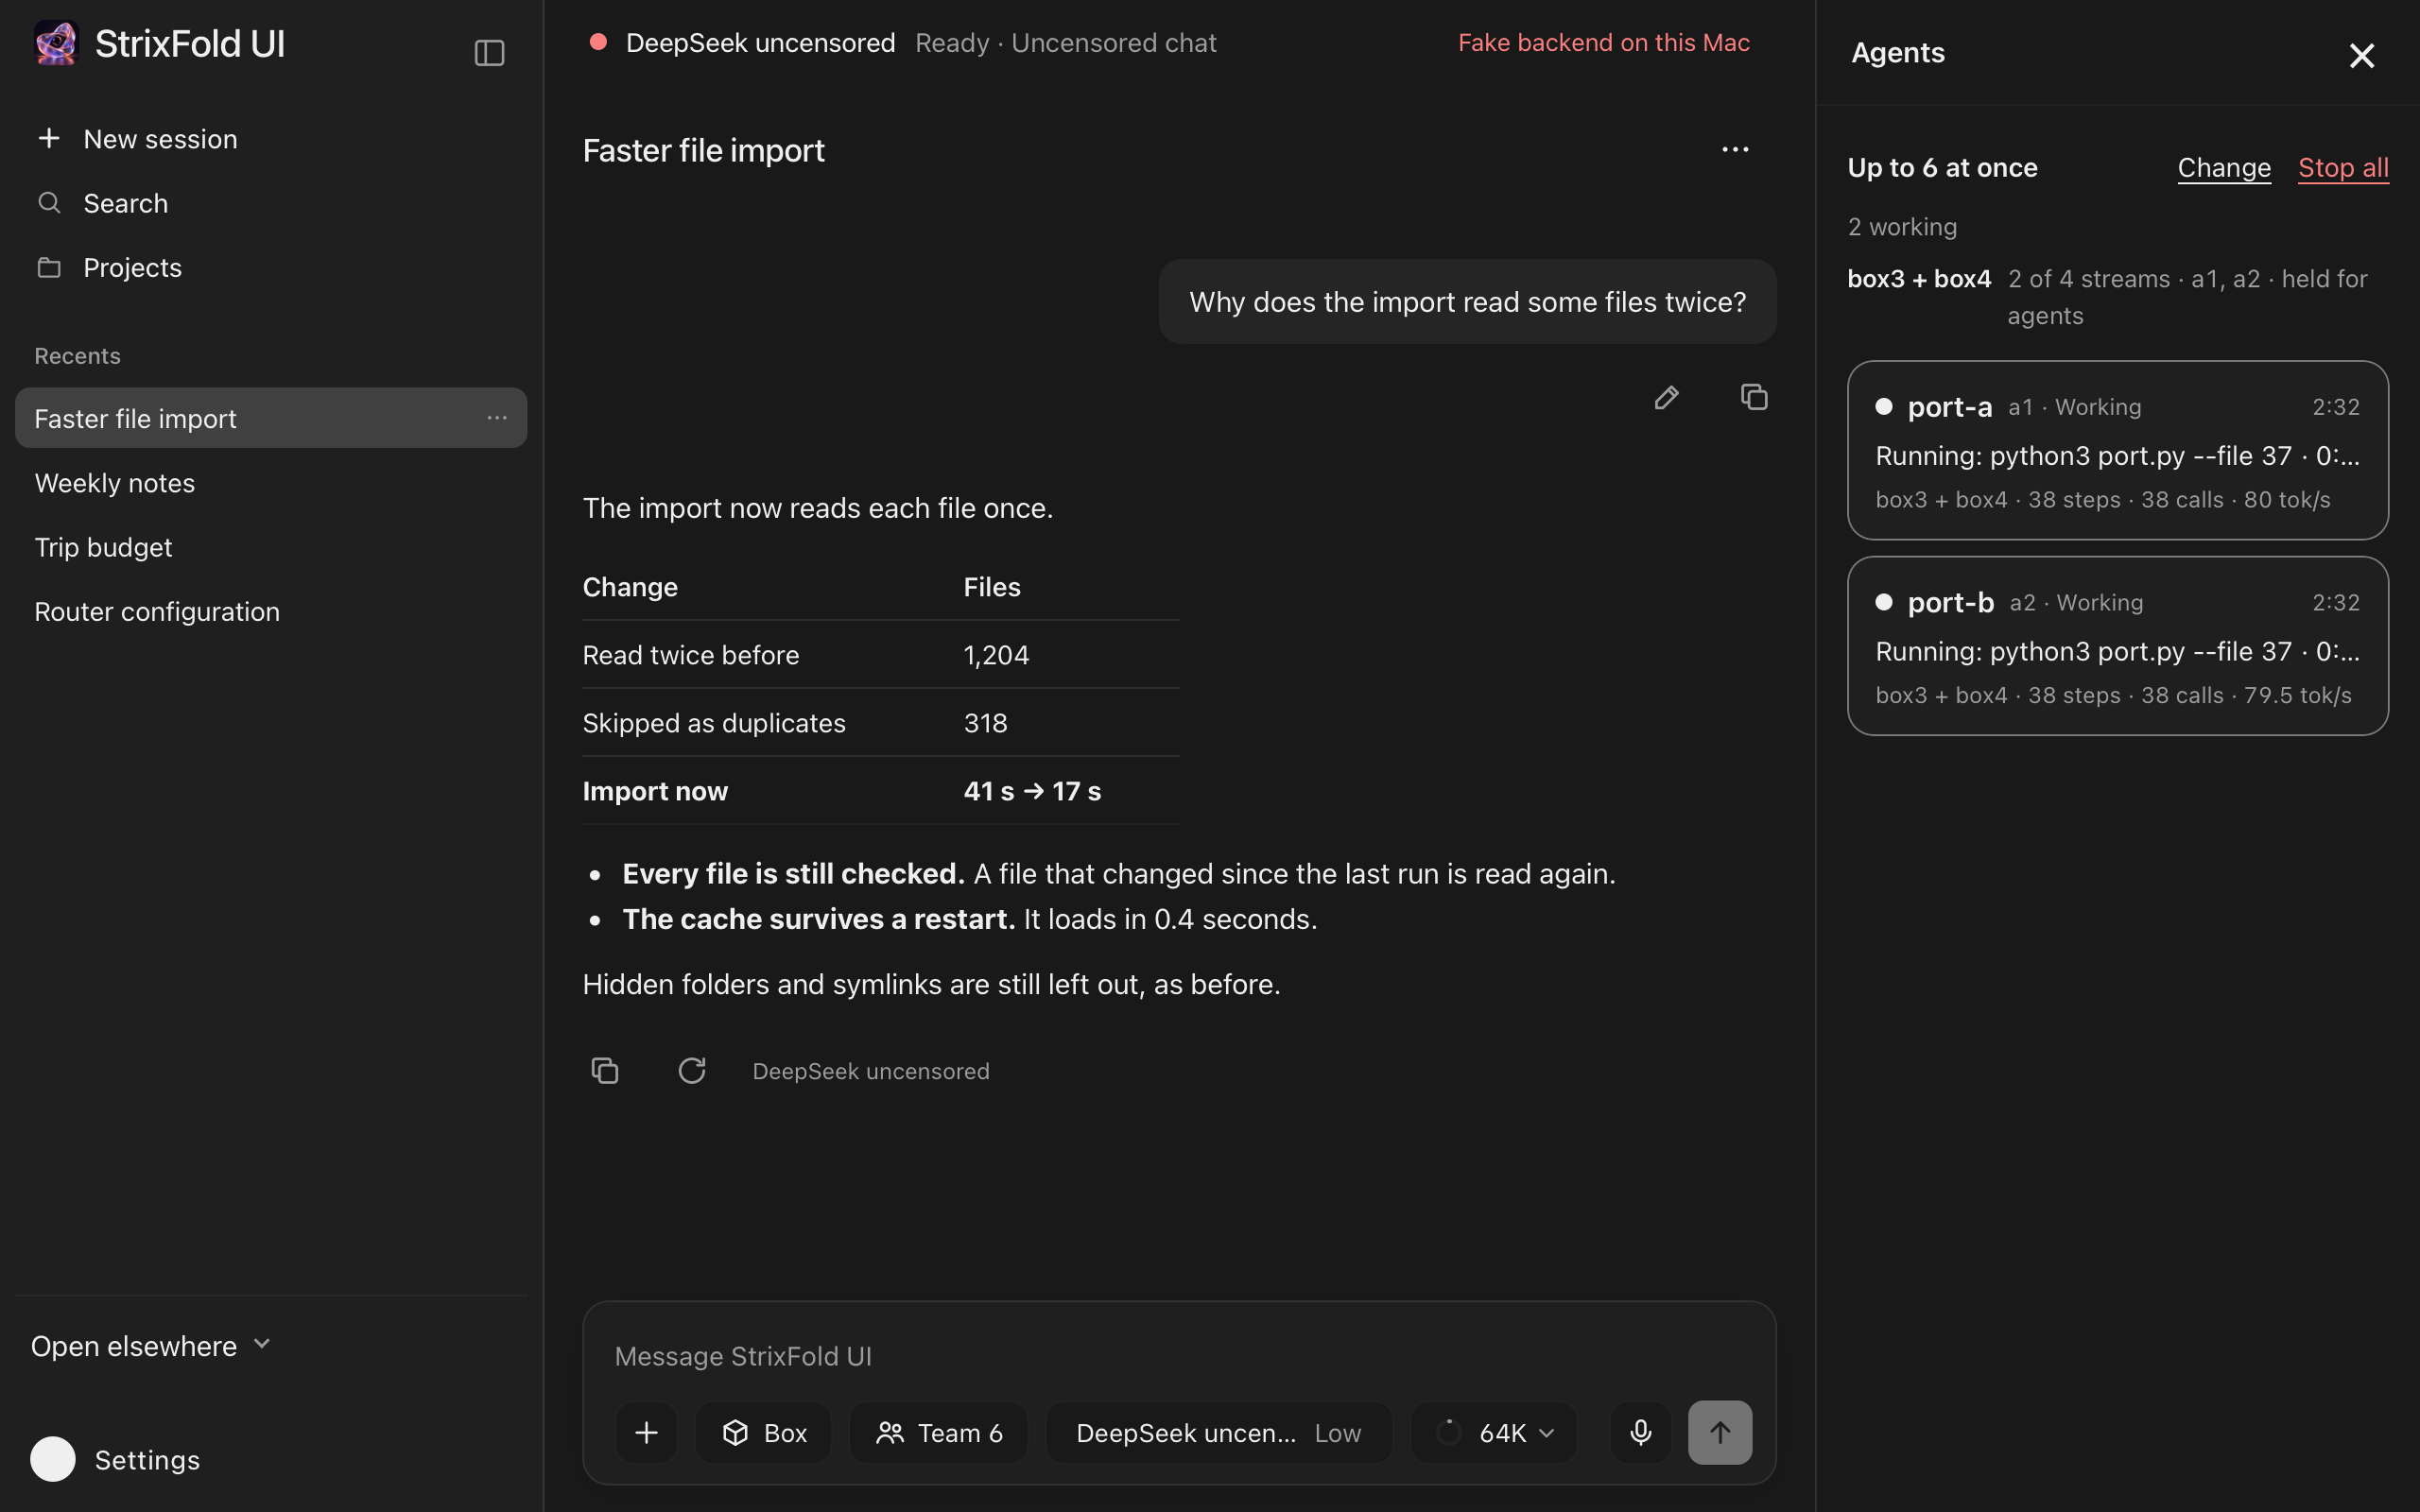 StrixFold UI
New session
Search
Projects
Recents
Faster file import
Weekly notes
Trip budget
Router configuration
Open elsewhere
Settings
DeepSeek uncensored Ready · Uncensored chat Fake backend on this Mac
Faster file import
Why does the import read some files twice?
The import now reads each file once.
Change Files
Read twice before 1,204
Skipped as duplicates 318
Import now 41 s → 17 s
• Every file is still checked. A file that changed since the last run is read again.
• The cache survives a restart. It loads in 0.4 seconds.
Hidden folders and symlinks are still left out, as before.
DeepSeek uncensored
Message StrixFold UI
Box Team 6 DeepSeek uncen... Low 64K
Agents
Up to 6 at once Change Stop all
2 working
box3 + box4 2 of 4 streams · a1, a2 · held for
agents
port-a a1 · Working 2:32
Running: python3 port.py --file 37 · 0:...
box3 + box4 · 38 steps · 38 calls · 80 tok/s
port-b a2 · Working 2:32
Running: python3 port.py --file 37 · 0:...
box3 + box4 · 38 steps · 38 calls · 79.5 tok/s